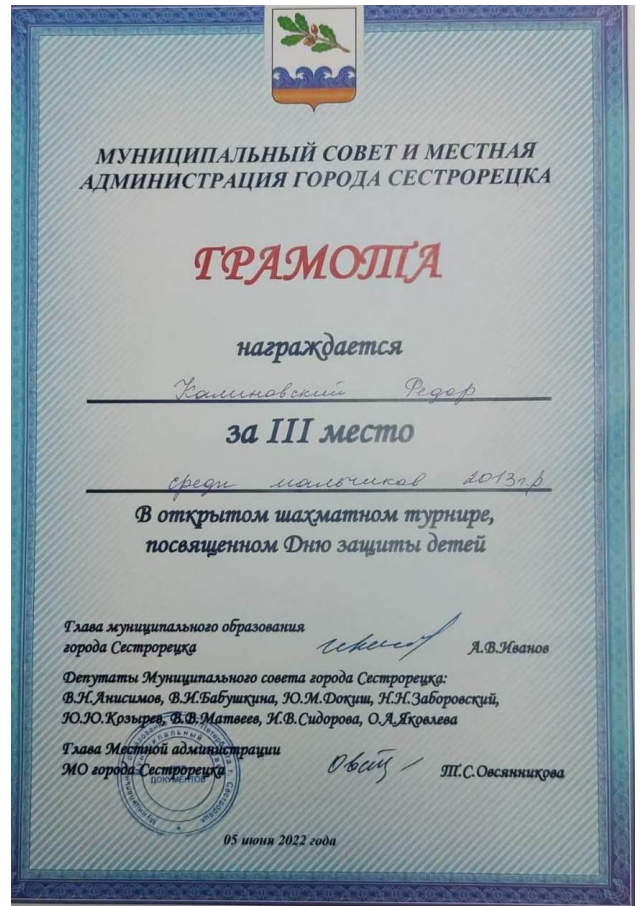 МУНИЦИПАЛЬНЫЙ СОВЕТ И МЕСТНАЯ
АДМИНИСТРАЦИЯ ГОРОДА СЕСТРОРЕЦКА
ГРАМОТА
награждается
Калиновский Федор
за III место
среди мальчиков 2013г.р
В открытом шахматном турнире,
посвященном Дню защиты детей
Глава муниципального образования
города Сестрорецка А.В.Иванов
Депутаты Муниципального совета города Сестрорецка:
В.Н.Анисимов, В.И.Бабушкина, Ю.М.Докиш, Н.Н.Заборовский,
Ю.Ю.Козырев, В.В.Матвеев, И.В.Сидорова, О.А.Яковлева
Глава Местной администрации
МО города Сестрорецка Т.С.Овсянникова
ДОКУМЕНТОВ
05 июня 2022 года